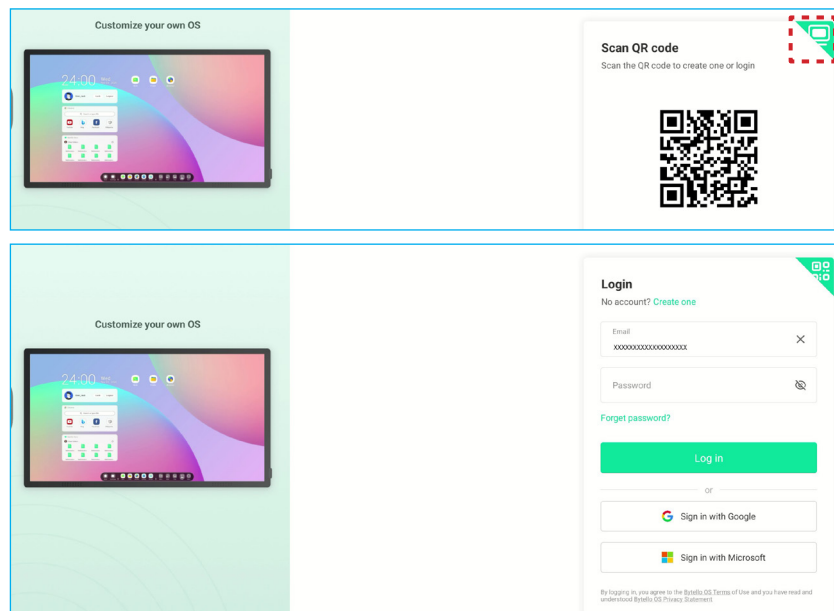 Customize your own OS
24:00
Scan QR code
Scan the QR code to create one or login
Customize your own OS
24:00
Login
No account? Create one
Email
xxxxxxxxxxxxxxxxxxx
Password
Forget password?
Log in
or
Sign in with Google
Sign in with Microsoft
By logging in, you agree to the Bytello OS Terms of Use and you have read and
understood Bytello OS Privacy Statement